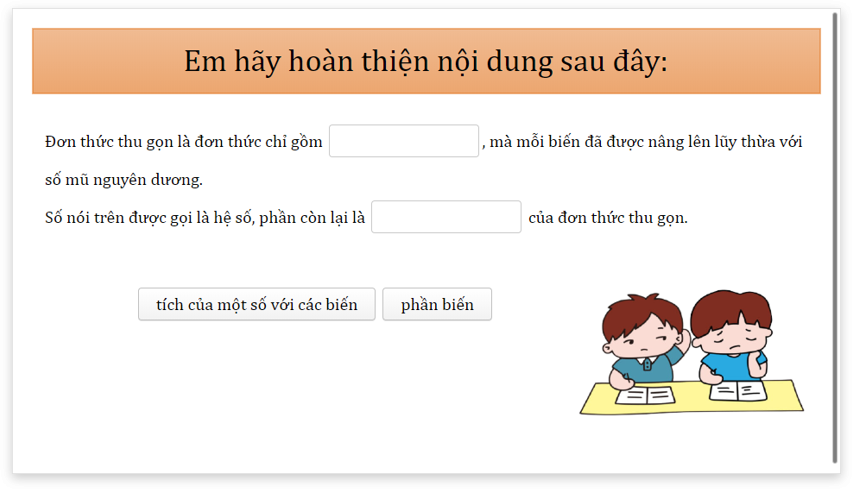 Em hãy hoàn thiện nội dung sau đây:
Đơn thức thu gọn là đơn thức chỉ gồm , mà mỗi biến đã được nâng lên lũy thừa với
số mũ nguyên dương.
Số nói trên được gọi là hệ số, phần còn lại là của đơn thức thu gọn.
tích của một số với các biến phần biến